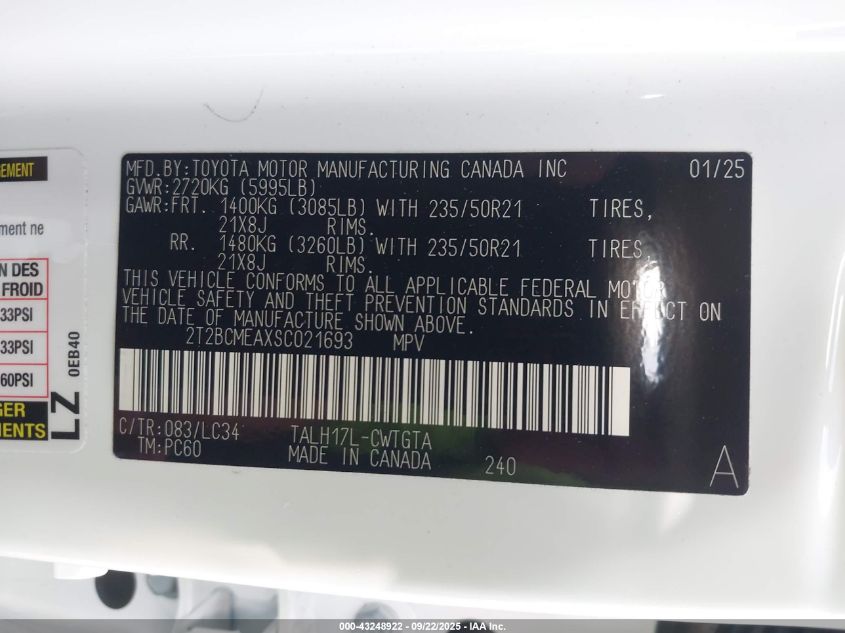 GEMENT
ment ne
N DES
FROID
33PSI
33PSI
60PSI
GER
MENTS
LZ
0EB40
MFD.BY:TOYOTA MOTOR MANUFACTURING CANADA INC 01/25
GVWR:2720KG (5995LB)
GAWR:FRT. 1400KG (3085LB) WITH 235/50R21 TIRES,
21X8J RIMS.
RR. 1480KG (3260LB) WITH 235/50R21 TIRES,
21X8J RIMS.
THIS VEHICLE CONFORMS TO ALL APPLICABLE FEDERAL MOTOR
VEHICLE SAFETY AND THEFT PREVENTION STANDARDS IN EFFECT ON
THE DATE OF MANUFACTURE SHOWN ABOVE.
2T2BCMEAXSC021693 MPV
C/TR:083/LC34 TALH17L-CWTGTA
TM:PC60 MADE IN CANADA 240 A
000-43248922 - 09/22/2025 - IAA Corp.